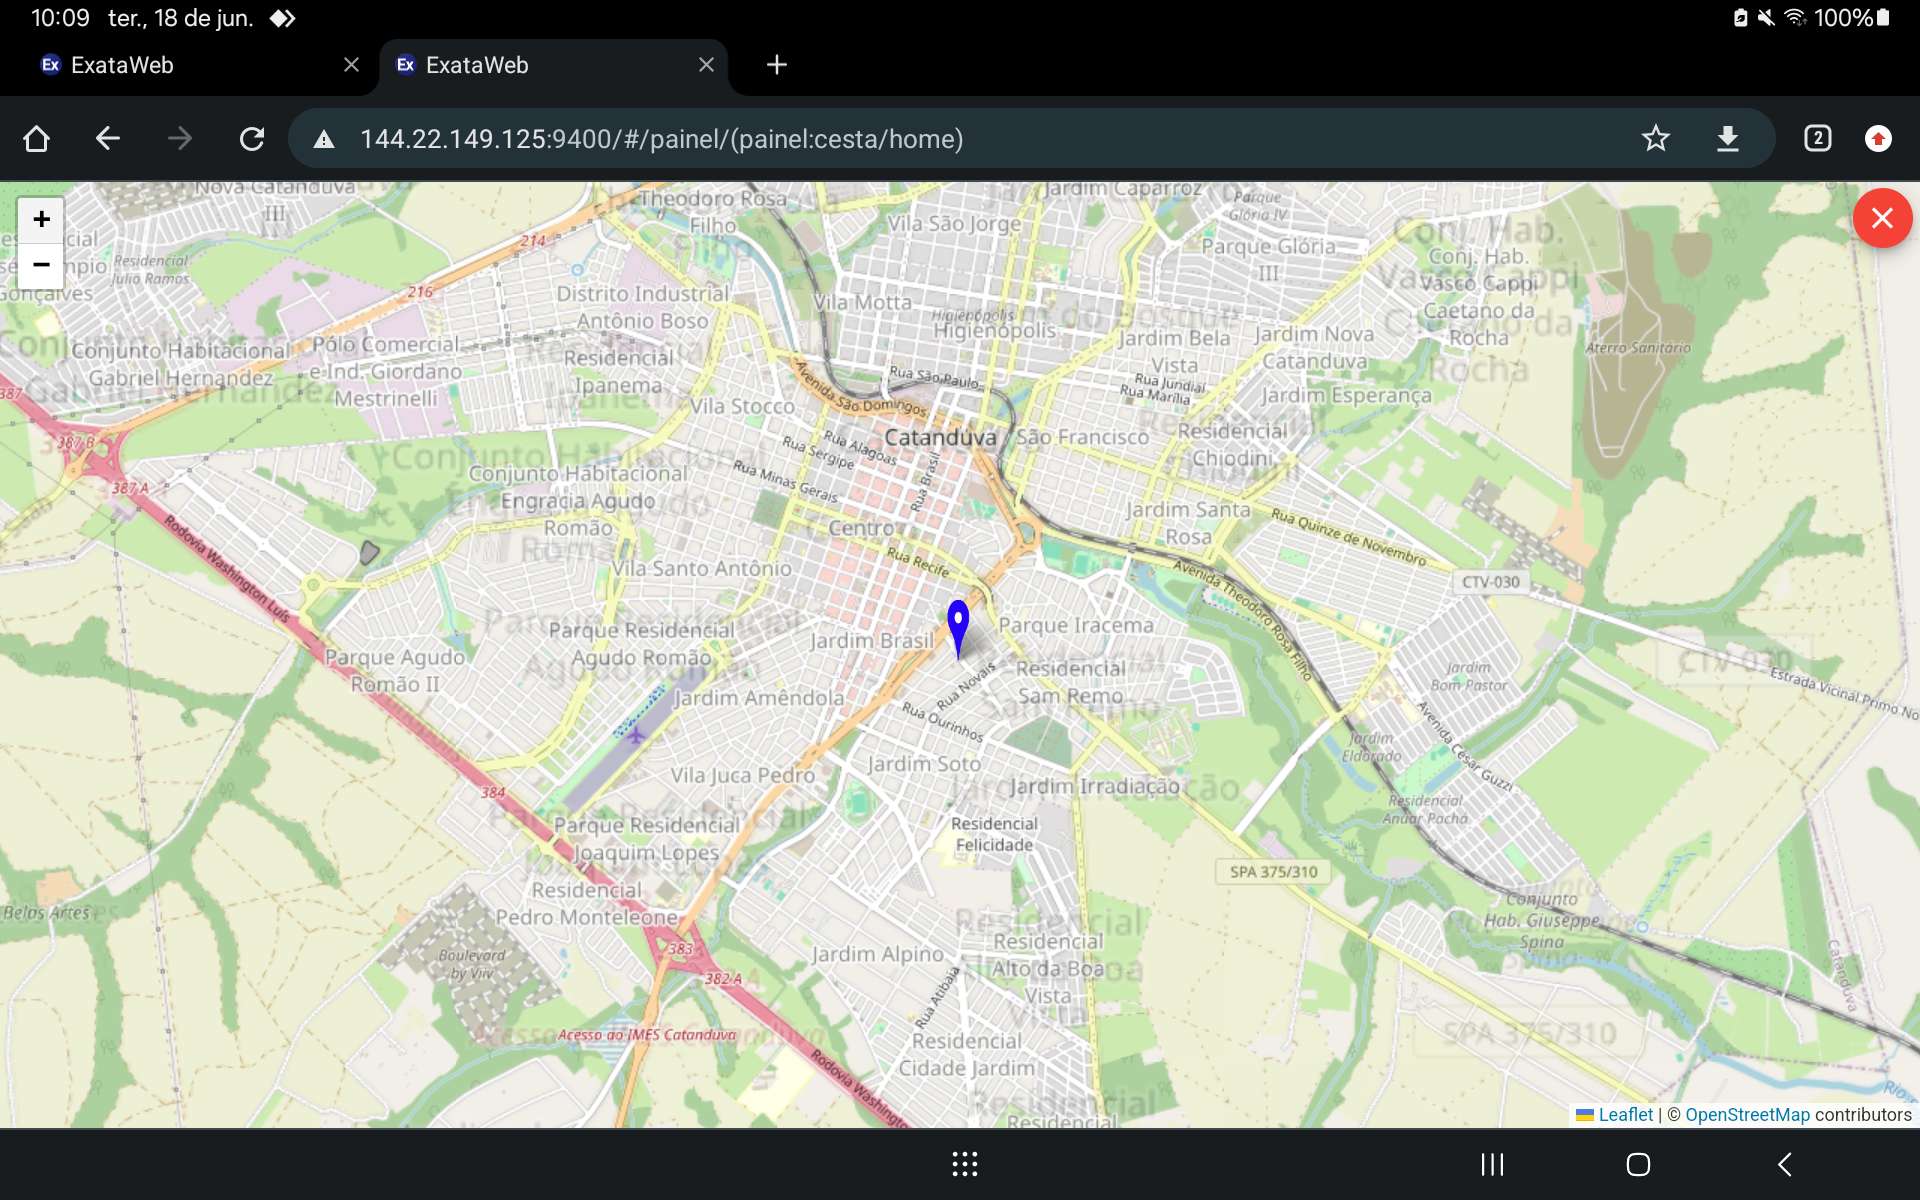 10:09 ter., 18 de jun.
100%
Ex ExataWeb
Ex ExataWeb
144.22.149.125:9400/#/painel/(painel:cesta/home)
2
+
−
Nova Catanduva
III
Theodoro Rosa
Filho
Jardim Caparroz
Vila São Jorge
Parque
Glória IV
Parque Glória
III
Conj. Hab.
Vasco Cappi
Caetano da
Rocha
Residencial
Julio Ramos
Gonçalves
214
216
Distrito Industrial
Antônio Boso
Vila Motta
Higienópolis
Higienópolis
Jardim Bela
Vista
Jardim Nova
Catanduva
Aterro Sanitário
Conjunto Habitacional
Gabriel Hernandez
Pólo Comercial
e Ind. Giordano
Mestrinelli
Residencial
Ipanema
Rua São Paulo
Avenida São Domingos
Rua Jundiaí
Rua Marília
Jardim Esperança
387
387 B
387 A
Vila Stocco
Catanduva
São Francisco
Residencial
Chiodini
Rua Alagoas
Rua Sergipe
Rua Minas Gerais
Rua Brasil
Conjunto Habitacional
Engracia Agudo
Romão
Centro
Rua Recife
Jardim Santa
Rosa
Rua Quinze de Novembro
CTV-030
Rodovia Washington Luís
Vila Santo Antônio
Avenida Theodoro Rosa Filho
Parque Residencial
Agudo Romão
Jardim Brasil
Parque Iracema
Parque Agudo
Romão II
Jardim Amêndola
Rua Novais
Rua Ourinhos
Residencial
Sam Remo
Jardim
Bom Pastor
CTV-030
Estrada Vicinal Primo No
Avenida César Guzzi
Jardim
Eldorado
384
Vila Juca Pedro
Jardim Soto
Jardim Irradiação
Residencial
Anuar Pachá
Parque Residencial
Joaquim Lopes
Residencial
Felicidade
SPA 375/310
Residencial
Pedro Monteleone
Belas Artes
Conjunto
Hab. Giuseppe
Spina
383
382 A
Boulevard
by Viiv
Jardim Alpino
Residencial
Alto da Boa
Vista
Rua Atibaia
Catanduva
Acesso ao IMES Catanduva
SPA 375/310
Residencial
Cidade Jardim
Rodovia Washington
Residencial
Leaflet | © OpenStreetMap contributors